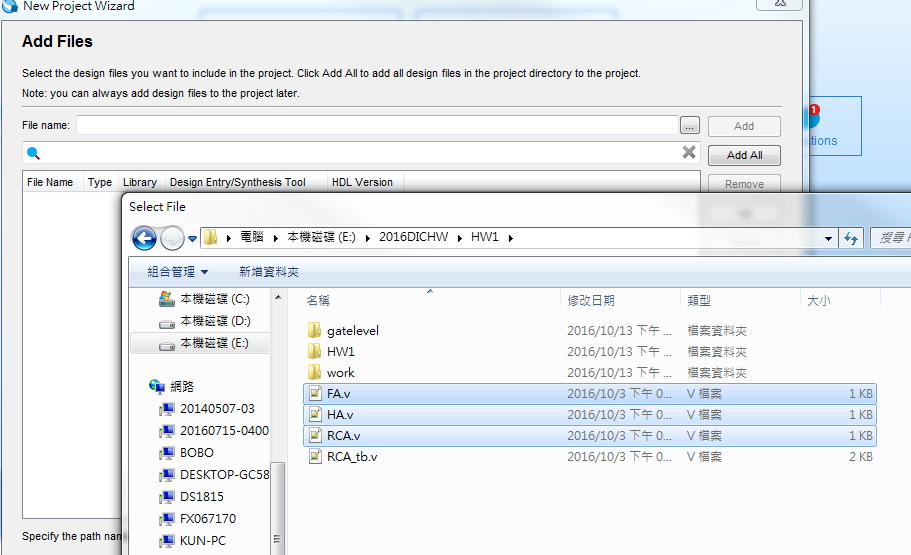 New Project Wizard
Add Files
Select the design files you want to include in the project. Click Add All to add all design files in the project directory to the project.
Note: you can always add design files to the project later.
File name:
...
Add
Add All
Remove
1
File Name Type Library Design Entry/Synthesis Tool HDL Version
Select File
電腦 本機磁碟 (E:) 2016DICHW HW1
搜尋
組合管理 新增資料夾
名稱 修改日期 類型 大小
本機磁碟 (C:)
本機磁碟 (D:)
本機磁碟 (E:)
網路
20140507-03
20160715-0400
BOBO
DESKTOP-GC58
DS1815
FX067170
KUN-PC
gatelevel 2016/10/13 下午 ... 檔案資料夾
HW1 2016/10/13 下午 ... 檔案資料夾
work 2016/10/13 下午 ... 檔案資料夾
FA.v 2016/10/3 下午 0... V 檔案 1 KB
HA.v 2016/10/3 下午 0... V 檔案 1 KB
RCA.v 2016/10/3 下午 0... V 檔案 1 KB
RCA_tb.v 2016/10/3 下午 0... V 檔案 2 KB
Specify the path